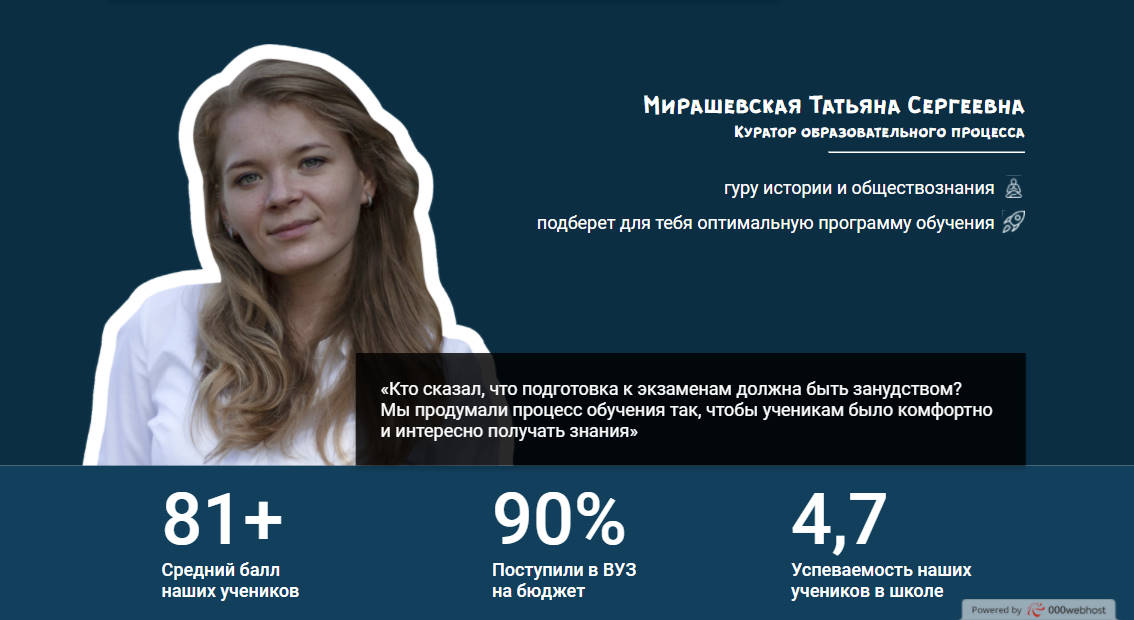 Мирашевская Татьяна Сергеевна
Куратор образовательного процесса
гуру истории и обществознания
подберет для тебя оптимальную программу обучения
«Кто сказал, что подготовка к экзаменам должна быть занудством?
Мы продумали процесс обучения так, чтобы ученикам было комфортно
и интересно получать знания»
81+
Средний балл
наших учеников
90%
Поступили в ВУЗ
на бюджет
4,7
Успеваемость наших
учеников в школе
Powered by 000webhost